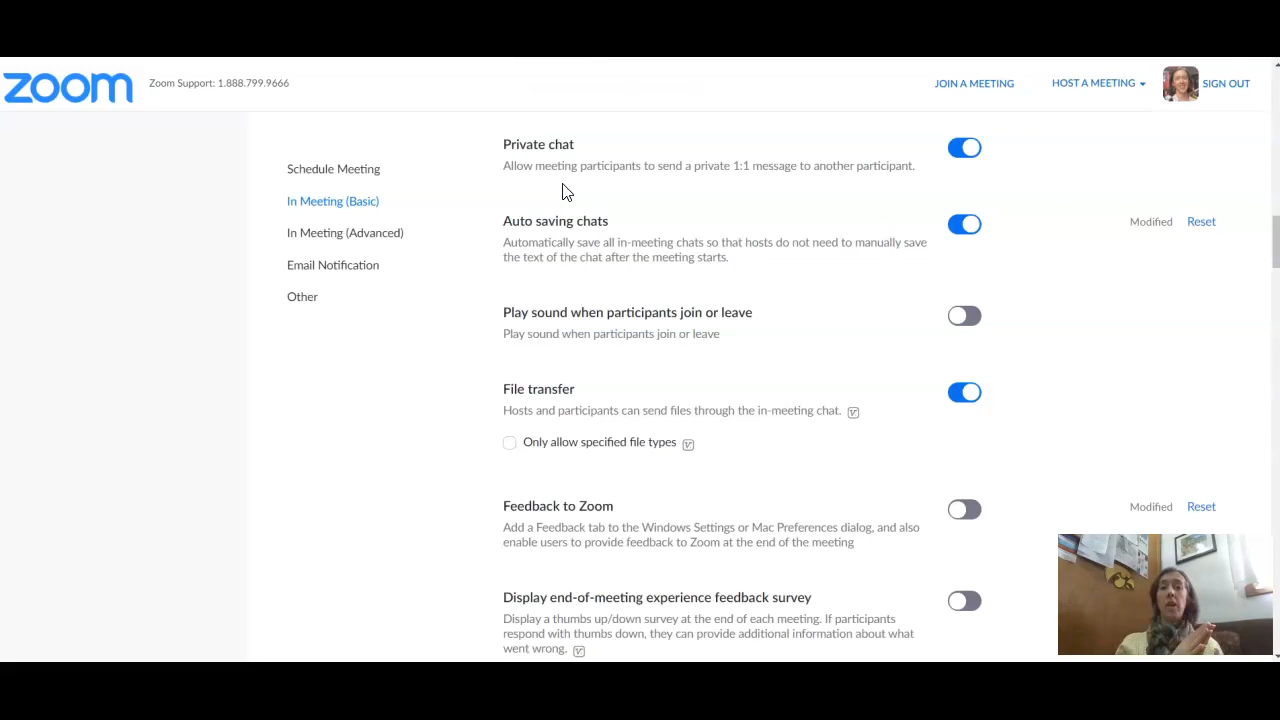 zoom
Zoom Support: 1.888.799.9666
JOIN A MEETING
HOST A MEETING
SIGN OUT
Schedule Meeting
In Meeting (Basic)
In Meeting (Advanced)
Email Notification
Other
Private chat
Allow meeting participants to send a private 1:1 message to another participant.
Auto saving chats
Modified Reset
Automatically save all in-meeting chats so that hosts do not need to manually save
the text of the chat after the meeting starts.
Play sound when participants join or leave
Play sound when participants join or leave
File transfer
Hosts and participants can send files through the in-meeting chat.
Only allow specified file types
Feedback to Zoom
Modified Reset
Add a Feedback tab to the Windows Settings or Mac Preferences dialog, and also
enable users to provide feedback to Zoom at the end of the meeting
Display end-of-meeting experience feedback survey
Display a thumbs up/down survey at the end of each meeting. If participants
respond with thumbs down, they can provide additional information about what
went wrong.